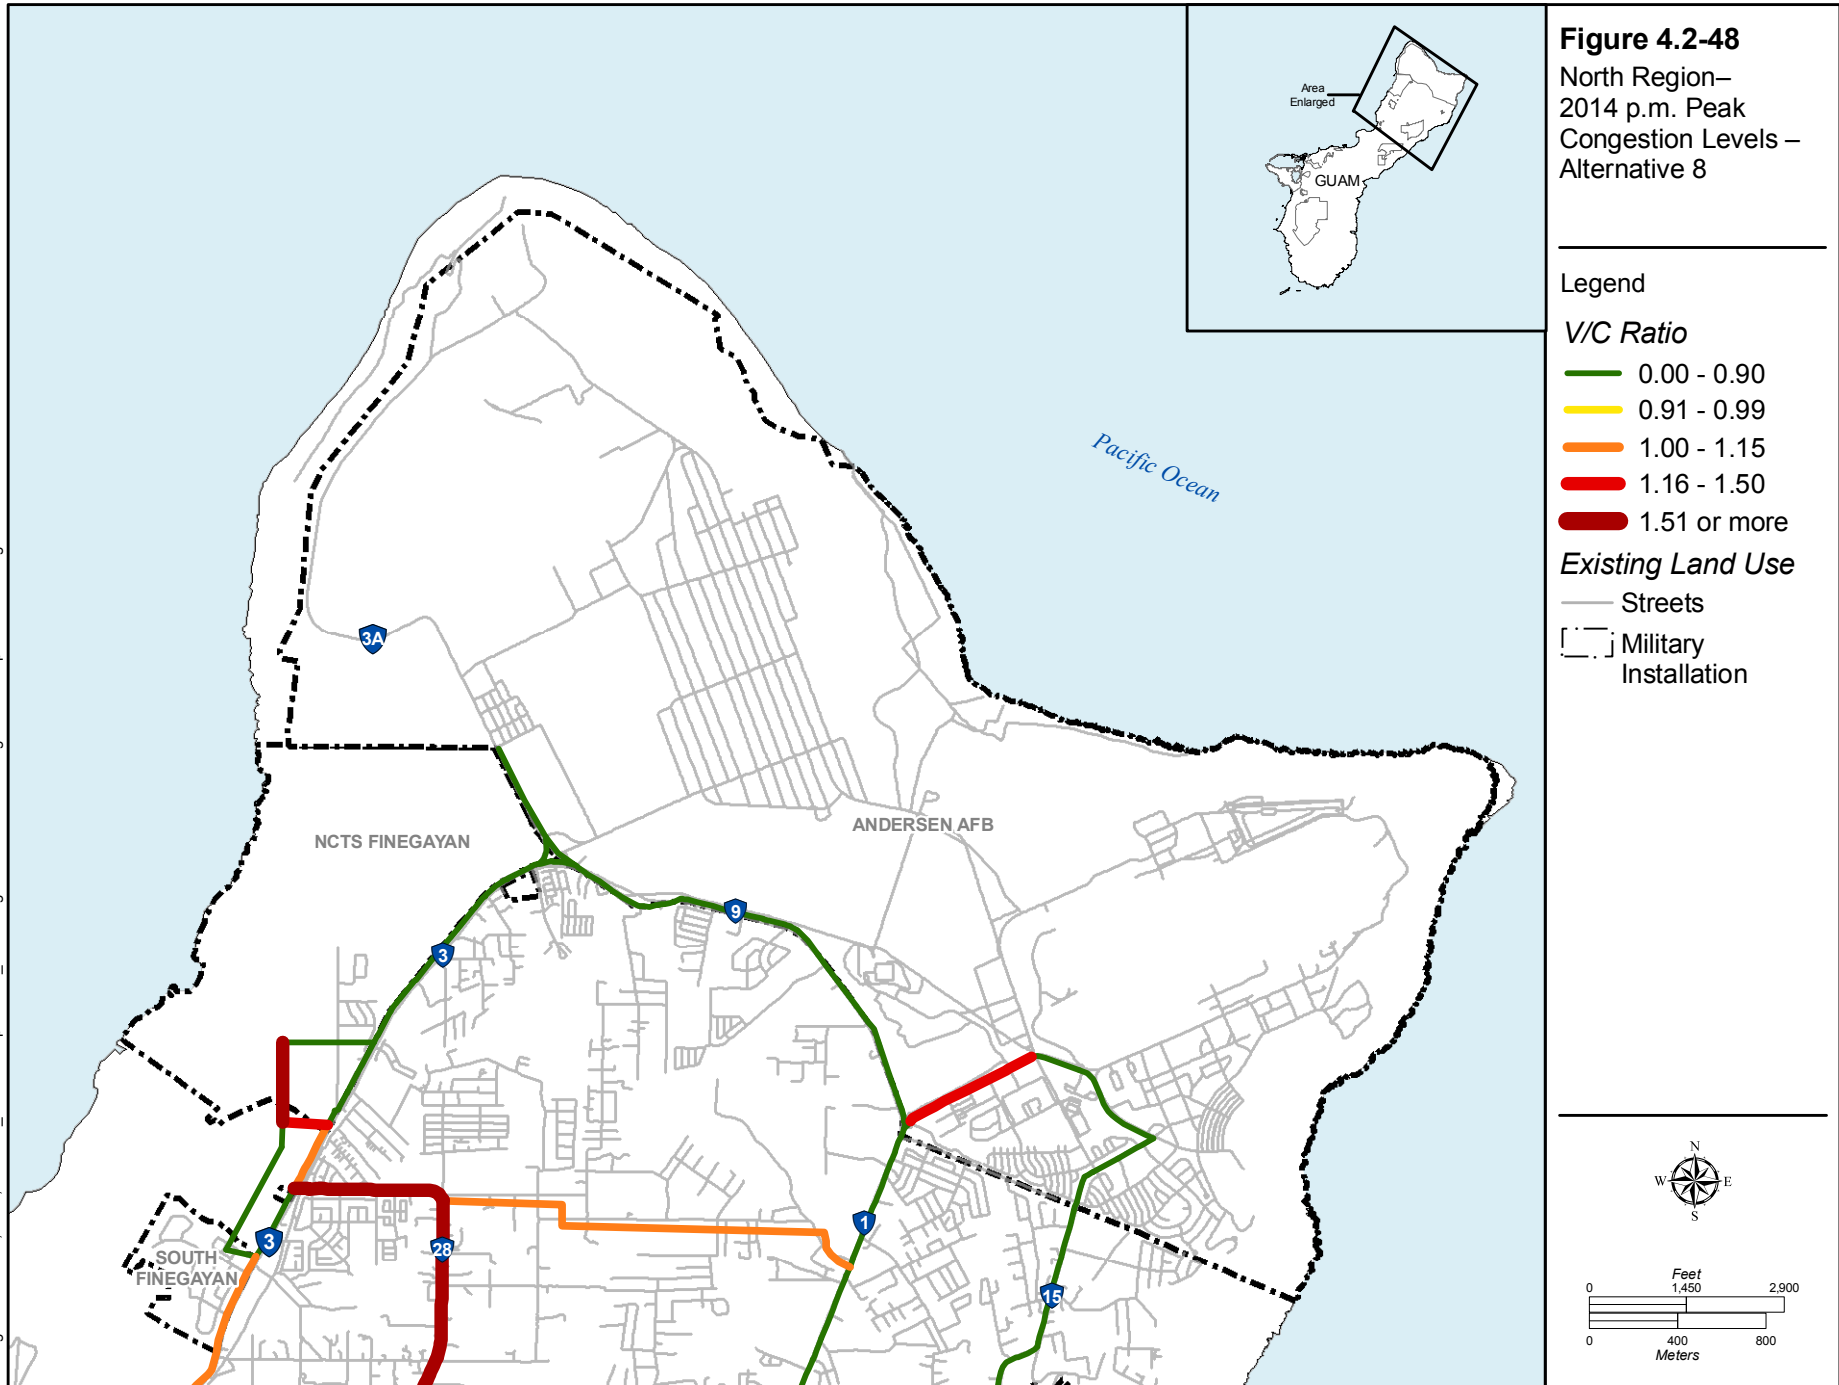 Figure 4.2-48
North Region–
2014 p.m. Peak
Congestion Levels –
Alternative 8
Legend
V/C Ratio
0.00 - 0.90
0.91 - 0.99
1.00 - 1.15
1.16 - 1.50
1.51 or more
Existing Land Use
Streets
Military
Installation
Area
Enlarged
GUAM
Pacific Ocean
3A
NCTS FINEGAYAN
ANDERSEN AFB
9
3
1
3
28
SOUTH
FINEGAYAN
15
N
W E
S
Feet
0 1,450 2,900
0 400 800
Meters